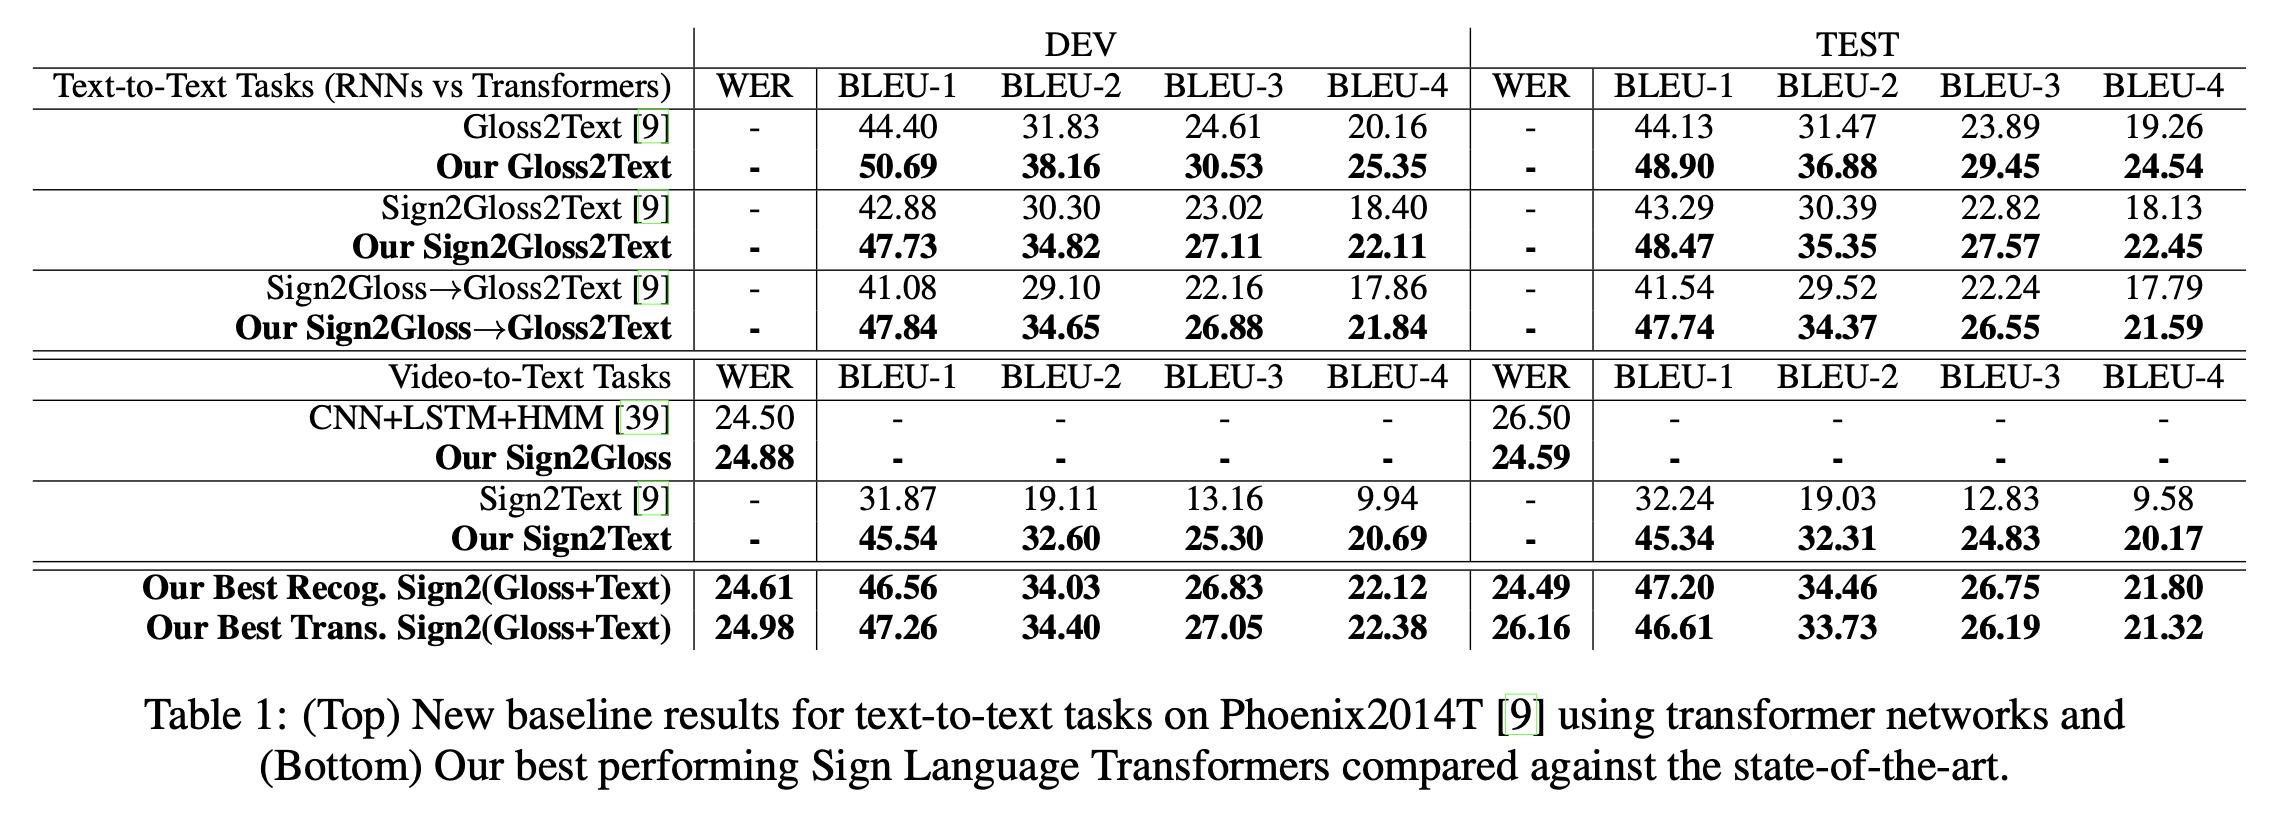 DEV TEST
Text-to-Text Tasks (RNNs vs Transformers) WER BLEU-1 BLEU-2 BLEU-3 BLEU-4 WER BLEU-1 BLEU-2 BLEU-3 BLEU-4
Gloss2Text [9] - 44.40 31.83 24.61 20.16 - 44.13 31.47 23.89 19.26
Our Gloss2Text - 50.69 38.16 30.53 25.35 - 48.90 36.88 29.45 24.54
Sign2Gloss2Text [9] - 42.88 30.30 23.02 18.40 - 43.29 30.39 22.82 18.13
Our Sign2Gloss2Text - 47.73 34.82 27.11 22.11 - 48.47 35.35 27.57 22.45
Sign2Gloss→Gloss2Text [9] - 41.08 29.10 22.16 17.86 - 41.54 29.52 22.24 17.79
Our Sign2Gloss→Gloss2Text - 47.84 34.65 26.88 21.84 - 47.74 34.37 26.55 21.59
Video-to-Text Tasks WER BLEU-1 BLEU-2 BLEU-3 BLEU-4 WER BLEU-1 BLEU-2 BLEU-3 BLEU-4
CNN+LSTM+HMM [39] 24.50 - - - - 26.50 - - - -
Our Sign2Gloss 24.88 - - - - 24.59 - - - -
Sign2Text [9] - 31.87 19.11 13.16 9.94 - 32.24 19.03 12.83 9.58
Our Sign2Text - 45.54 32.60 25.30 20.69 - 45.34 32.31 24.83 20.17
Our Best Recog. Sign2(Gloss+Text) 24.61 46.56 34.03 26.83 22.12 24.49 47.20 34.46 26.75 21.80
Our Best Trans. Sign2(Gloss+Text) 24.98 47.26 34.40 27.05 22.38 26.16 46.61 33.73 26.19 21.32
Table 1: (Top) New baseline results for text-to-text tasks on Phoenix2014T [9] using transformer networks and
(Bottom) Our best performing Sign Language Transformers compared against the state-of-the-art.